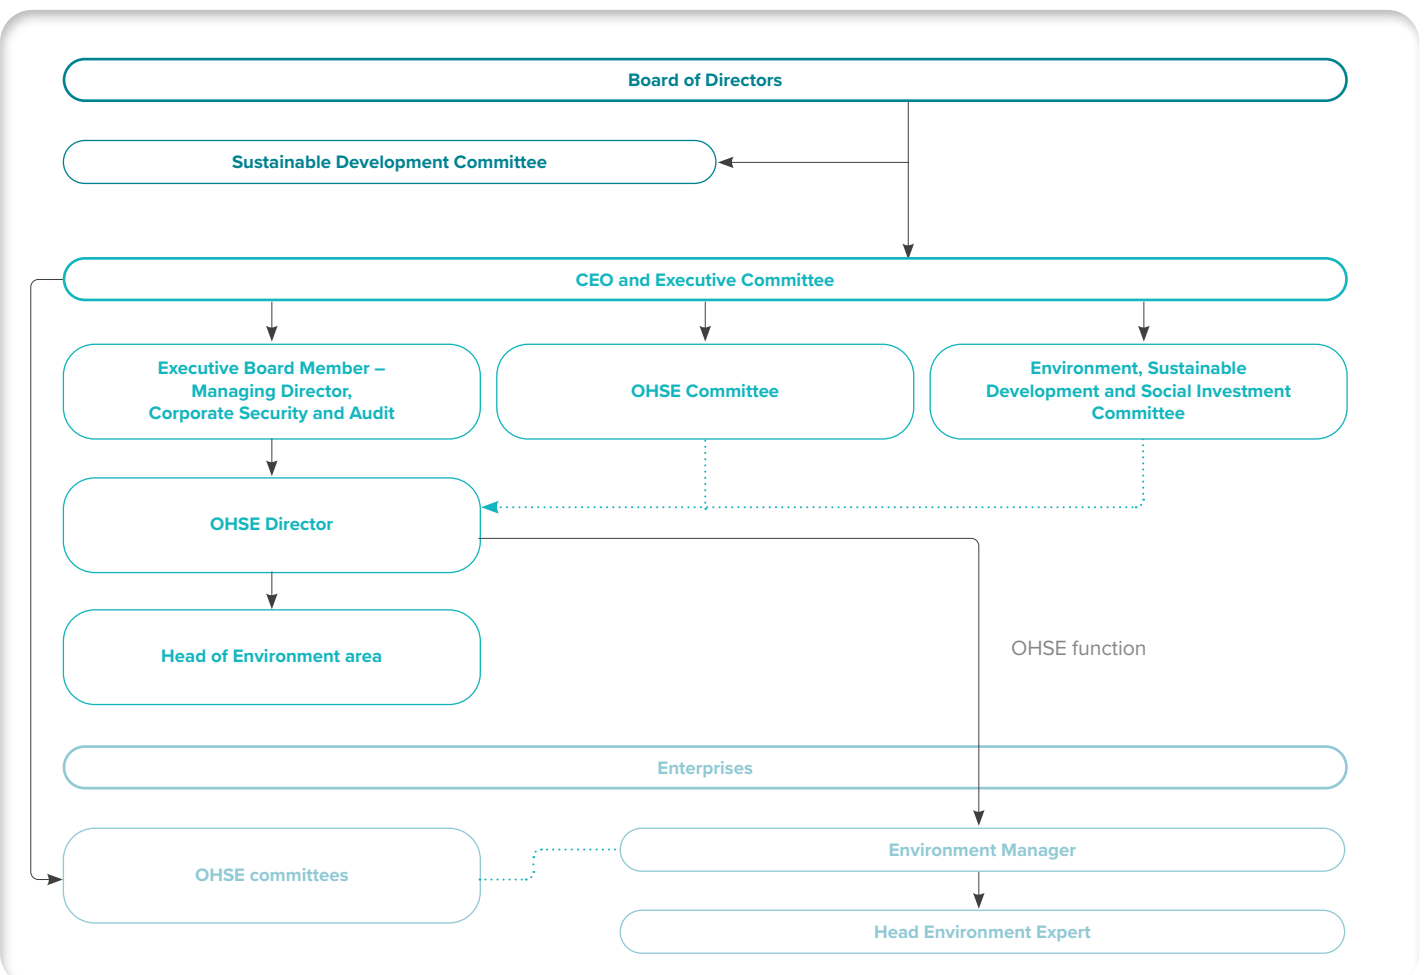 Board of Directors
Sustainable Development Committee
CEO and Executive Committee
Executive Board Member –
Managing Director,
Corporate Security and Audit
OHSE Committee
Environment, Sustainable
Development and Social Investment
Committee
OHSE Director
Head of Environment area
OHSE function
Enterprises
OHSE committees
Environment Manager
Head Environment Expert